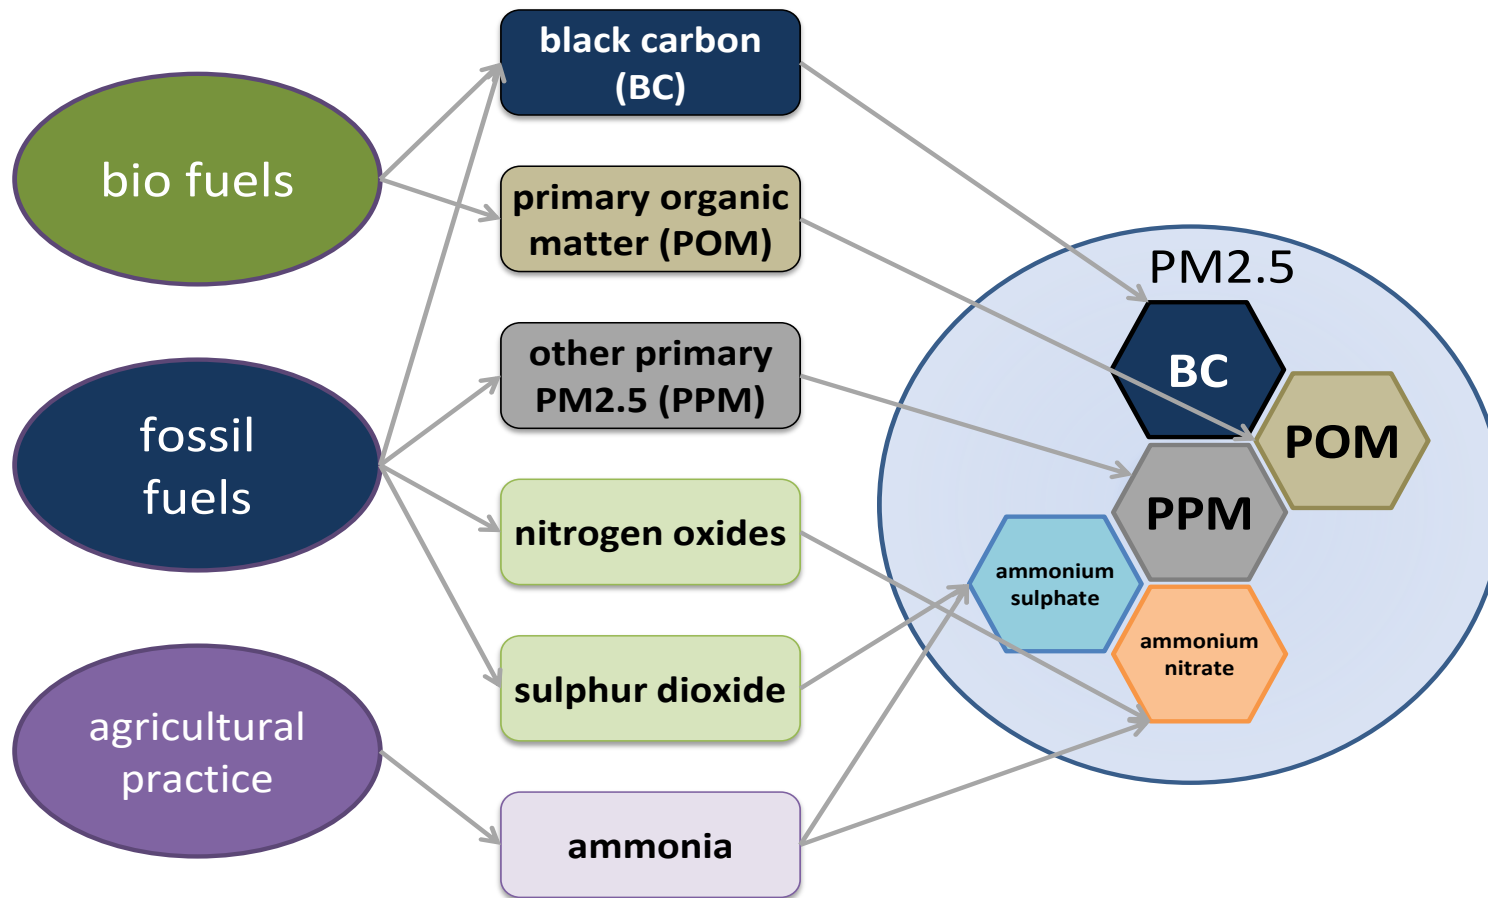 bio fuels
fossil
fuels
agricultural
practice
black carbon
(BC)
primary organic
matter (POM)
other primary
PM2.5 (PPM)
nitrogen oxides
sulphur dioxide
ammonia
PM2.5
BC
POM
PPM
ammonium
sulphate
ammonium
nitrate